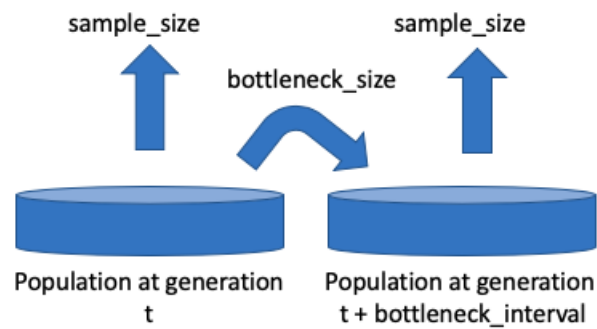 sample_size
sample_size
bottleneck_size
Population at generation
t
Population at generation
t + bottleneck_interval